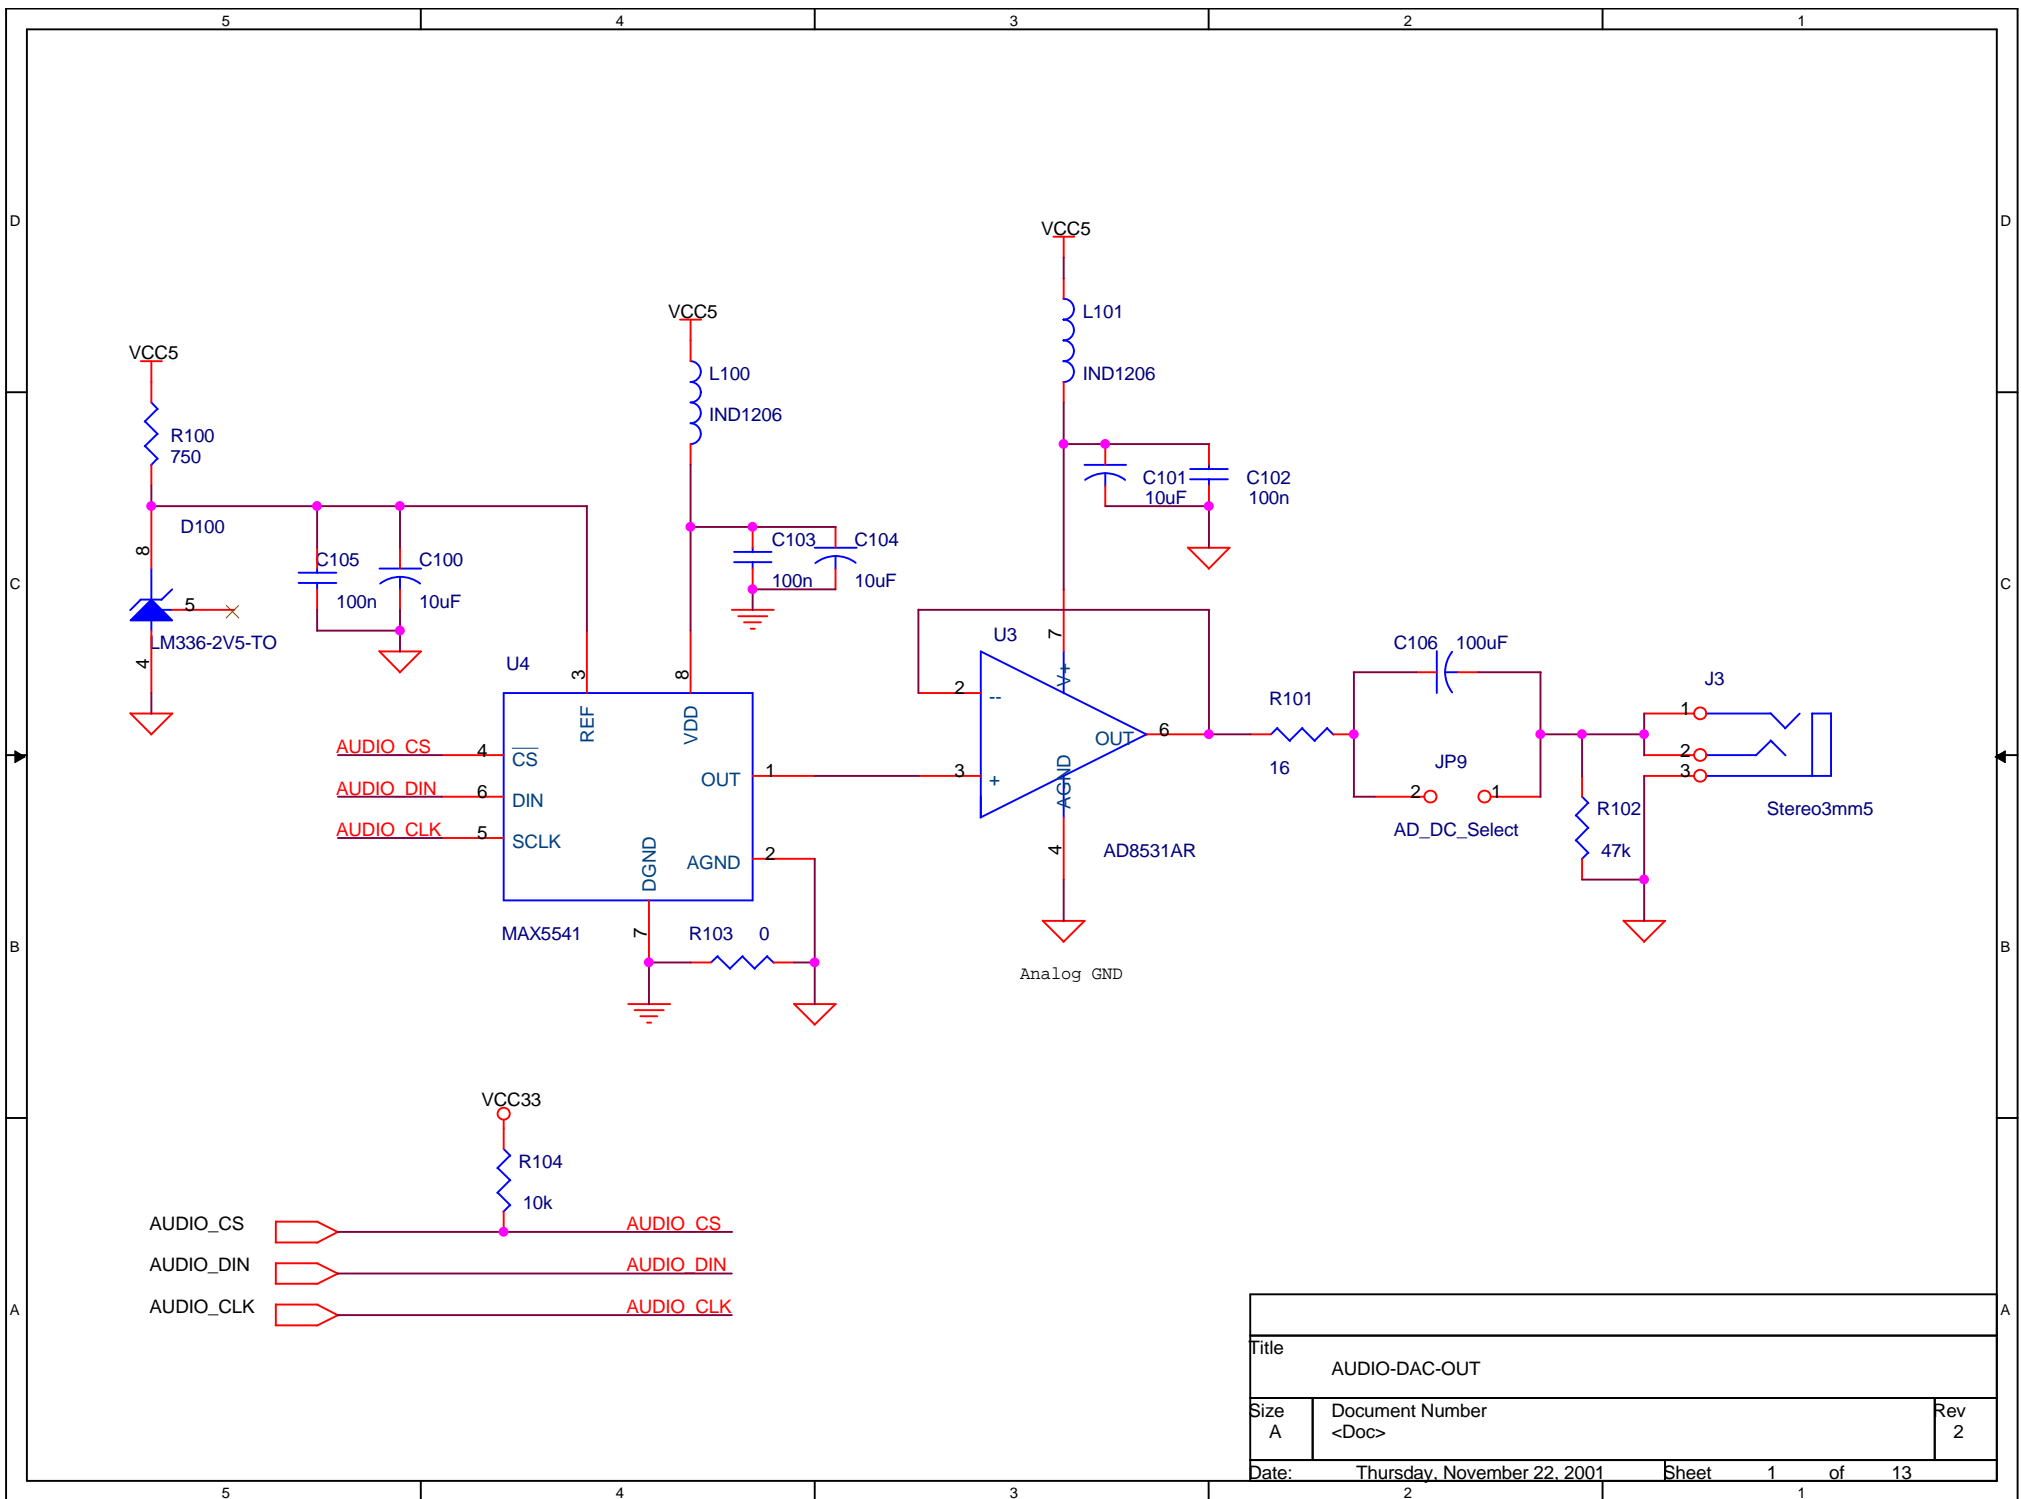 5 4 3 2 1
D D
VCC5
L101
IND1206
VCC5
L100
IND1206
VCC5
R100
750
C101
10uF
C102
100n
D100
8
5
4
LM336-2V5-TO
C105
100n
C100
10uF
C103
100n
C104
10uF
C C
U4
3
8
REF
VDD
AUDIO_CS 4 CS
AUDIO_DIN 6 DIN
AUDIO_CLK 5 SCLK
OUT 1
AGND 2
DGND
7
MAX5541
R103 0
U3
7
V+
2 --
3 +
OUT 6
AGND
4
AD8531AR
Analog GND
R101
16
C106 100uF
JP9
2 1
AD_DC_Select
J3
1
2
3
R102
47k
Stereo3mm5
B B
VCC33
R104
10k
AUDIO_CS AUDIO_CS
AUDIO_DIN AUDIO_DIN
AUDIO_CLK AUDIO_CLK
A A
Title
AUDIO-DAC-OUT
Size Document Number Rev
A <Doc> 2
Date: Thursday, November 22, 2001 Sheet 1 of 13
5 4 3 2 1